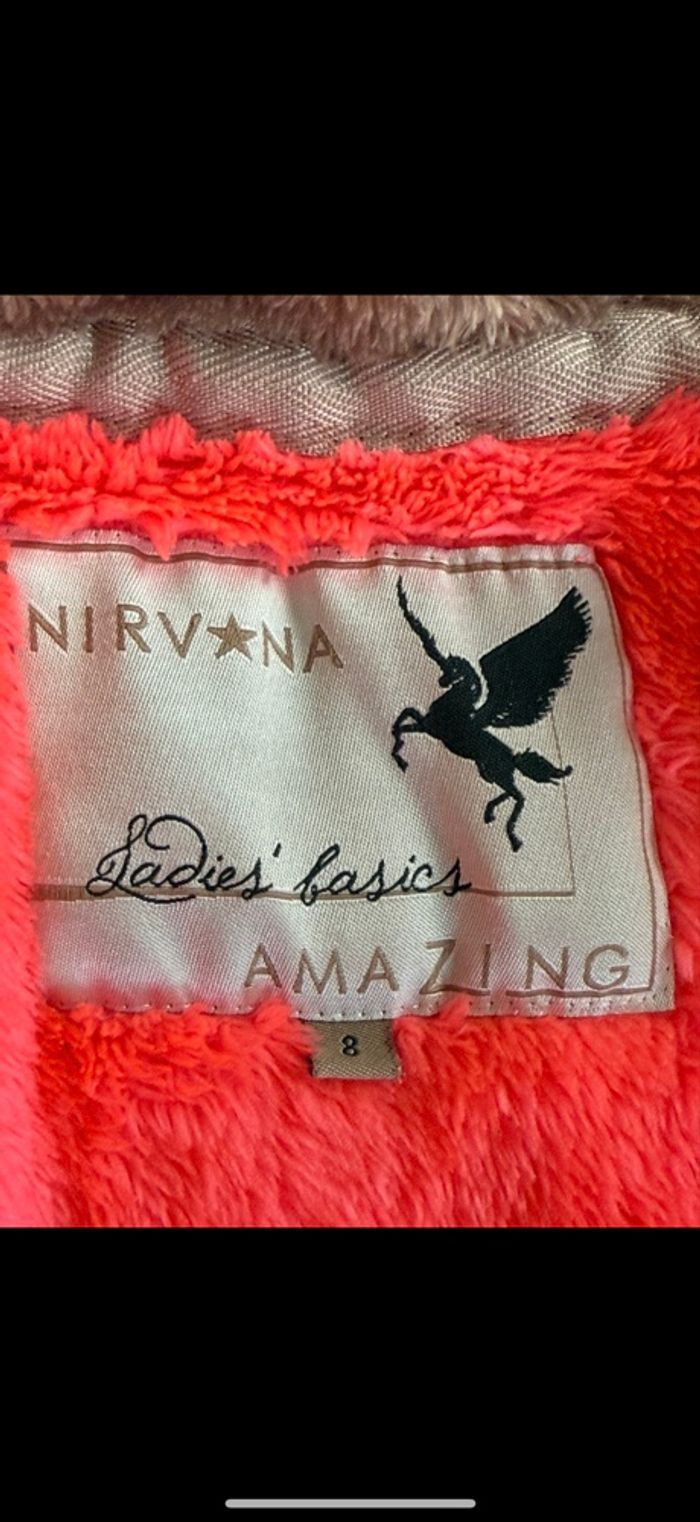 NIRV★NA
Ladies' basics
AMAZING
8